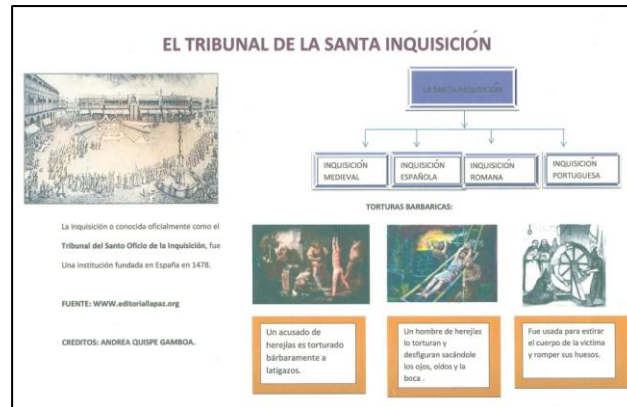 EL TRIBUNAL DE LA SANTA INQUISICIÓN
LA SANTA INQUISICIÓN
INQUISICIÓN
MEDIEVAL
INQUISICIÓN
ESPAÑOLA
INQUISICIÓN
ROMANA
INQUISICIÓN
PORTUGUESA
TORTURAS BARBARICAS:
La inquisición o conocida oficialmente como el
Tribunal del Santo Oficio de la Inquisición, fue
Una institución fundada en España en 1478.
FUENTE: WWW.editoriallapaz.org
CREDITOS: ANDREA QUISPE GAMBOA.
Un acusado de
herejías es torturado
bárbaramente a
latigazos.
Un hombre de herejías
lo torturan y
desfiguran sacándole
los ojos, oídos y la
boca .
Fue usada para estirar
el cuerpo de la victima
y romper sus huesos.